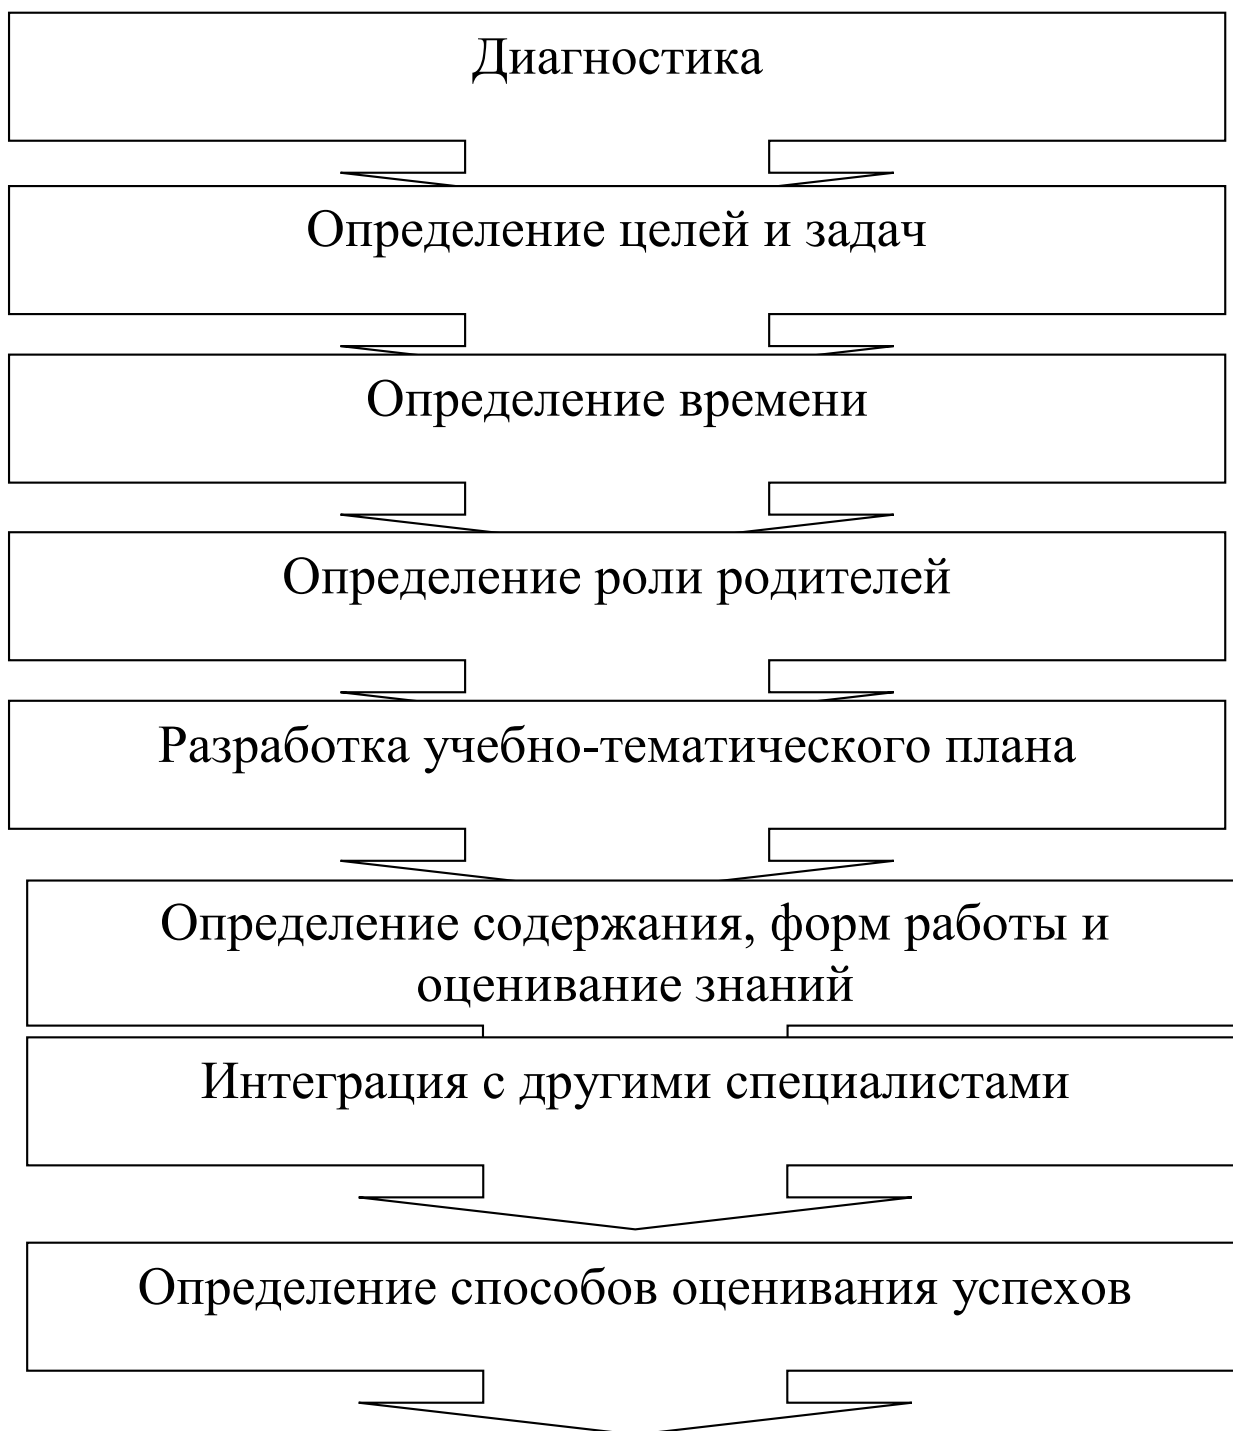 Диагностика
Определение целей и задач
Определение времени
Определение роли родителей
Разработка учебно-тематического плана
Определение содержания, форм работы и
оценивание знаний
Интеграция с другими специалистами
Определение способов оценивания успехов